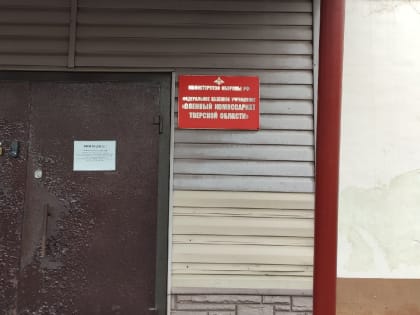 МИНИСТЕРСТВО ОБОРОНЫ РФ
ФЕДЕРАЛЬНОЕ КАЗЕННОЕ УЧРЕЖДЕНИЕ
«ВОЕННЫЙ КОМИССАРИАТ
ТВЕРСКОЙ ОБЛАСТИ»